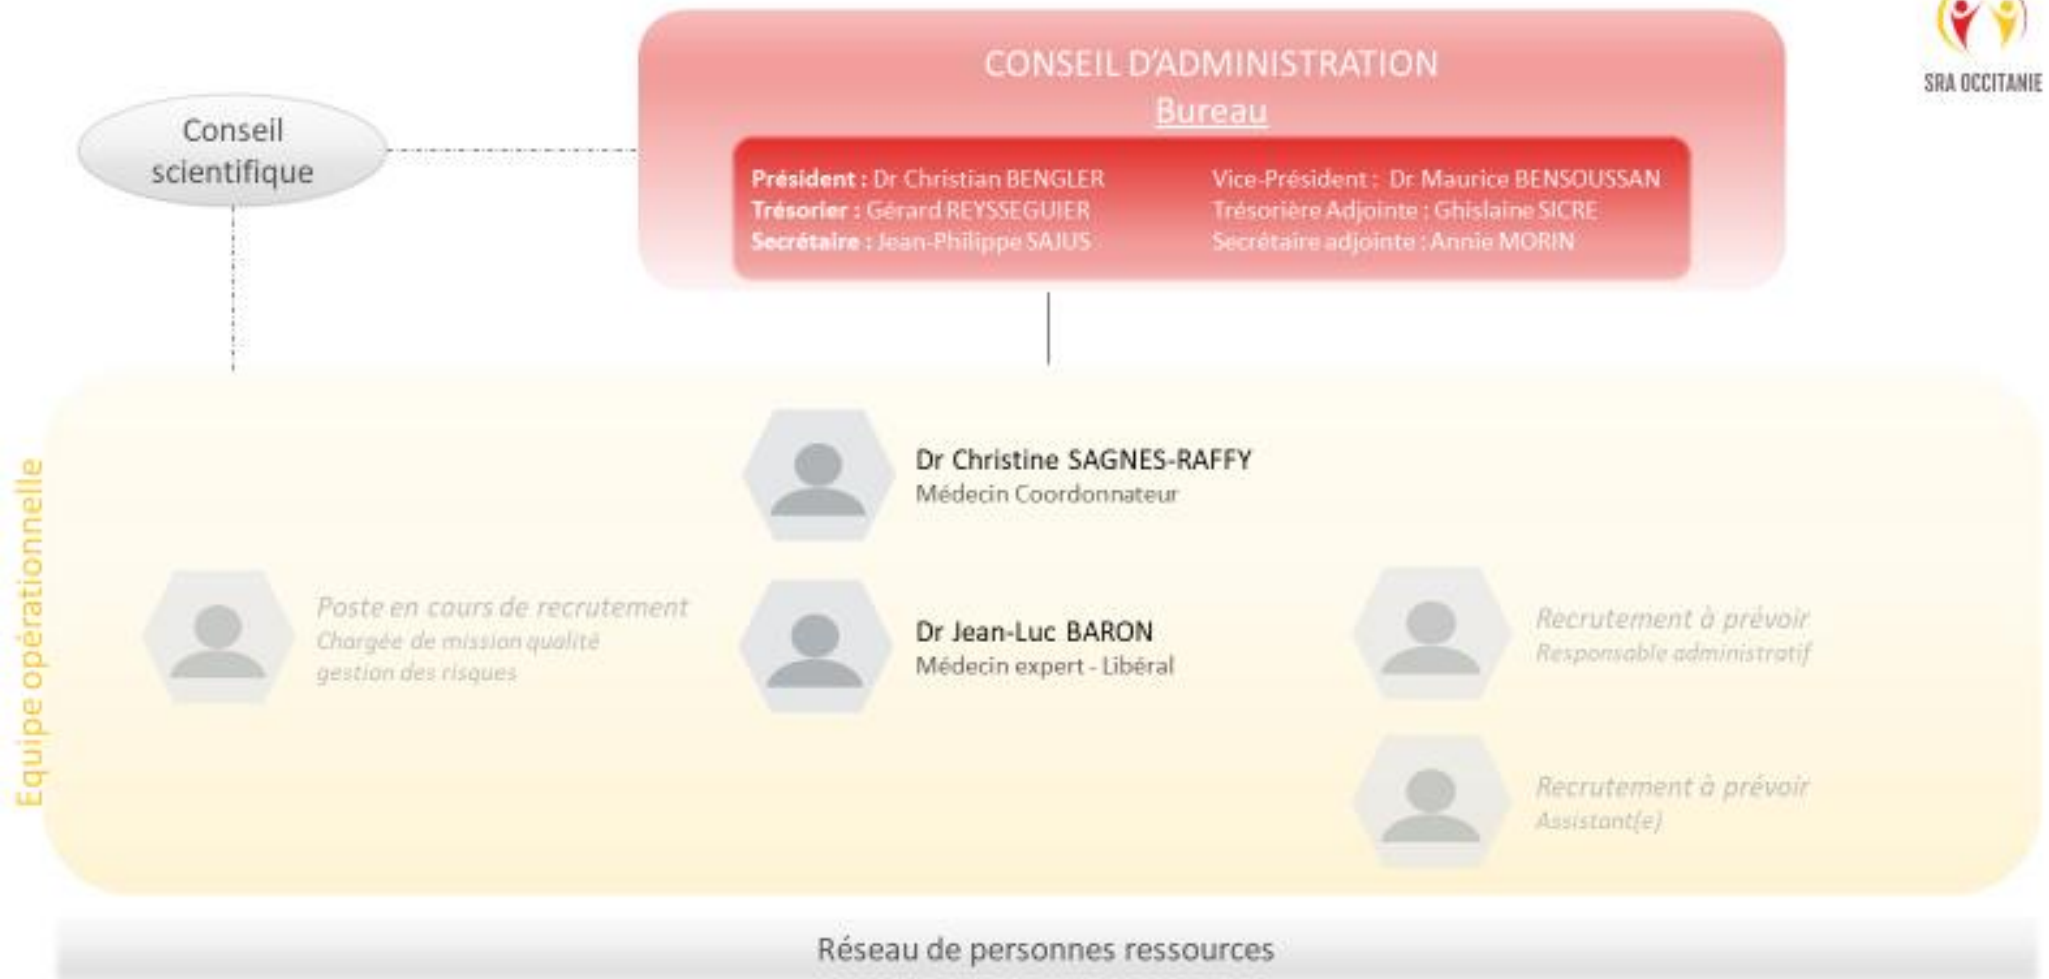 CONSEIL D'ADMINISTRATION
Bureau
SRA OCCITANIE
Conseil
scientifique
Président : Dr Christian BENGLER
Trésorier : Gérard REYSSEGUIER
Secrétaire : Jean-Philippe SAJUS
Vice-Président : Dr Maurice BENSOUSSAN
Trésorière Adjointe : Ghislaine SICRE
Secrétaire adjointe : Annie MORIN
Equipe opérationnelle
Dr Christine SAGNES-RAFFY
Médecin Coordonnateur
Poste en cours de recrutement
Chargée de mission qualité
gestion des risques
Dr Jean-Luc BARON
Médecin expert - Libéral
Recrutement à prévoir
Responsable administratif
Recrutement à prévoir
Assistant(e)
Réseau de personnes ressources